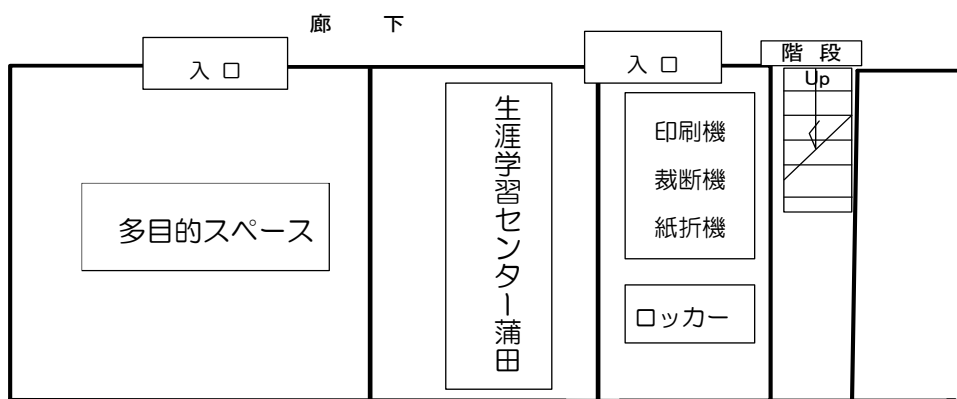 廊 下
入 口
入 口
階 段
Up
多目的スペース
生涯学習センター蒲田
印刷機
裁断機
紙折機
ロッカー